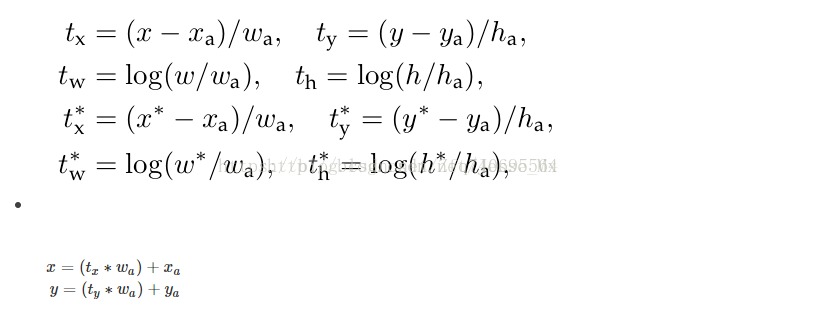 t_x = (x − x_a)/w_a, t_y = (y − y_a)/h_a,
t_w = log(w/w_a), t_h = log(h/h_a),
t*_x = (x* − x_a)/w_a, t*_y = (y* − y_a)/h_a,
t*_w = log(w*/w_a), t*_h = log(h*/h_a),
x = (t_x * w_a) + x_a
y = (t_y * w_a) + y_a